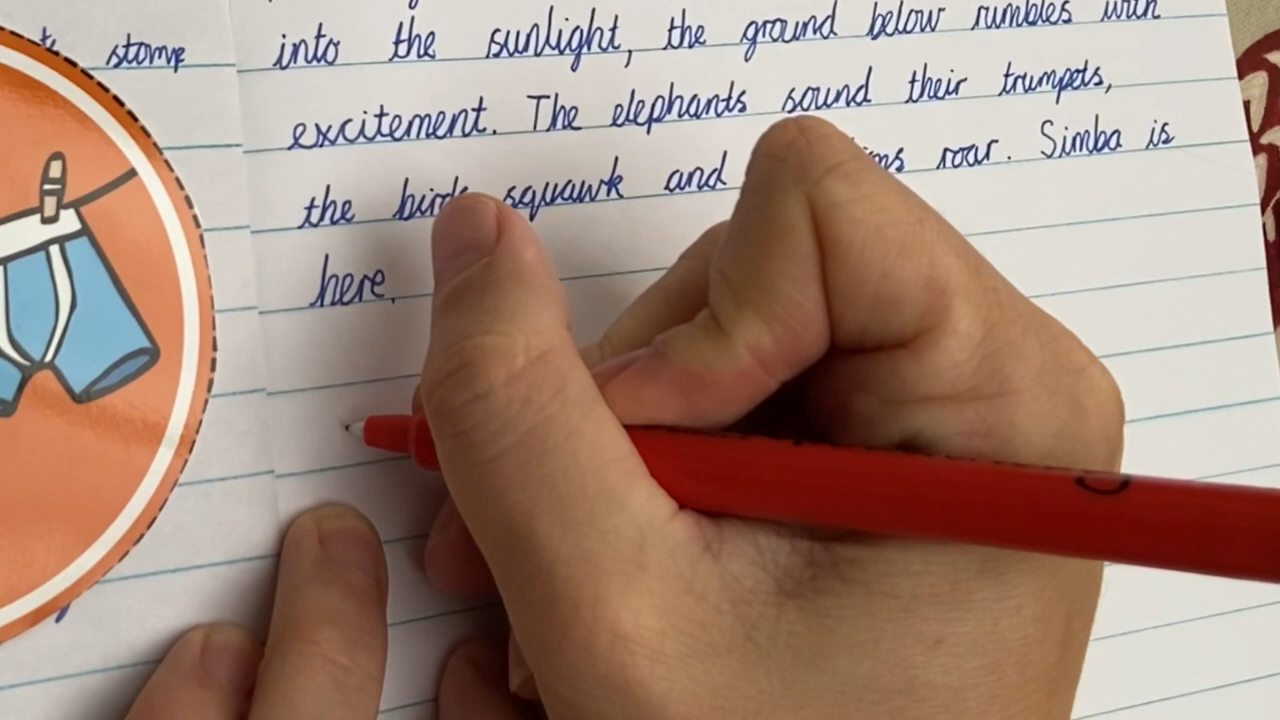 stomp
into the sunlight, the ground below rumbles with
excitement. The elephants sound their trumpets,
the birds squawk and roar. Simba is
here.